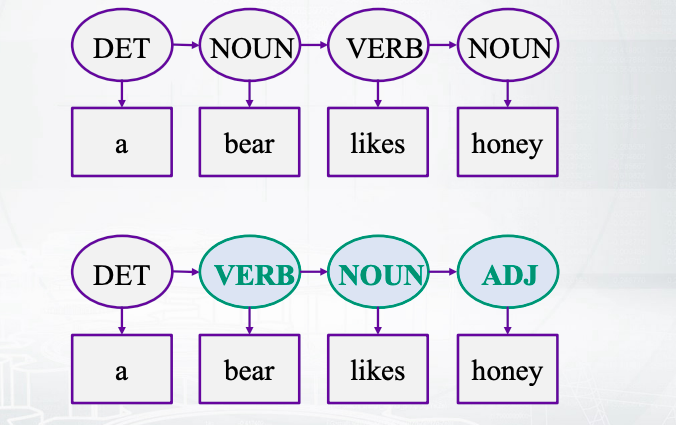 DET NOUN VERB NOUN
a bear likes honey
DET VERB NOUN ADJ
a bear likes honey